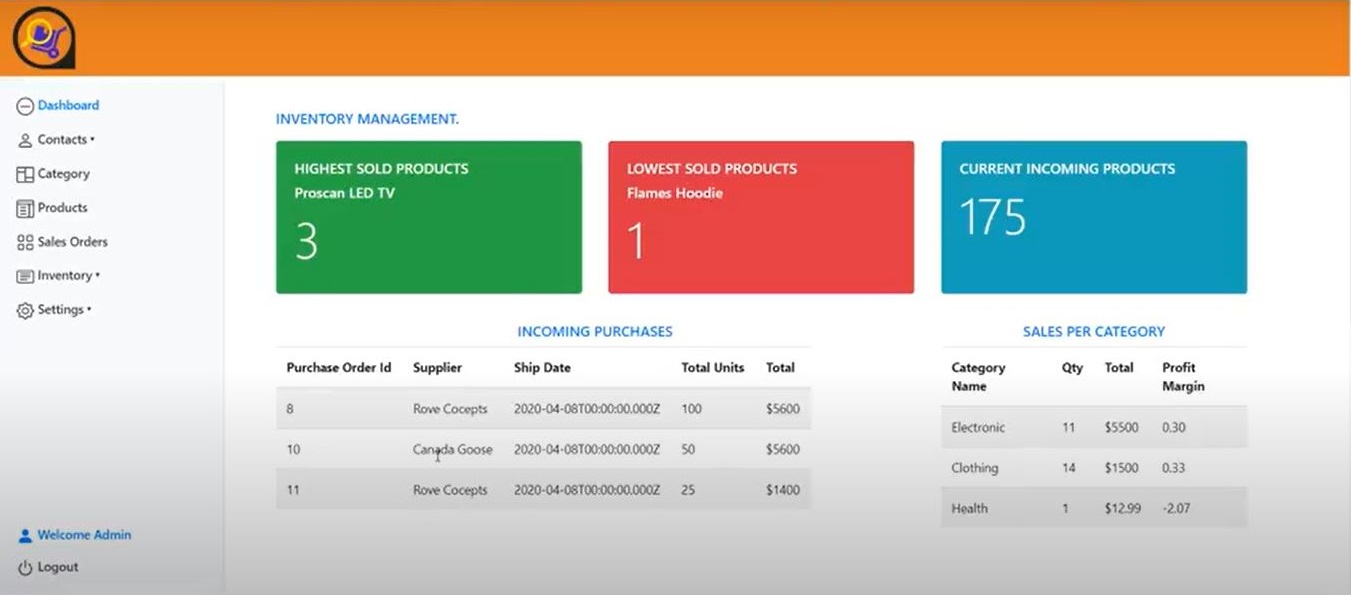 Dashboard
Contacts
Category
Products
Sales Orders
Inventory
Settings
Welcome Admin
Logout
INVENTORY MANAGEMENT.
HIGHEST SOLD PRODUCTS
Proscan LED TV
3
LOWEST SOLD PRODUCTS
Flames Hoodie
1
CURRENT INCOMING PRODUCTS
175
INCOMING PURCHASES
Purchase Order Id Supplier Ship Date Total Units Total
8 Rove Cocepts 2020-04-08T00:00:00.000Z 100 $5600
10 Canada Goose 2020-04-08T00:00:00.000Z 50 $5600
11 Rove Cocepts 2020-04-08T00:00:00.000Z 25 $1400
SALES PER CATEGORY
Category Name Qty Total Profit Margin
Electronic 11 $5500 0.30
Clothing 14 $1500 0.33
Health 1 $12.99 -2.07